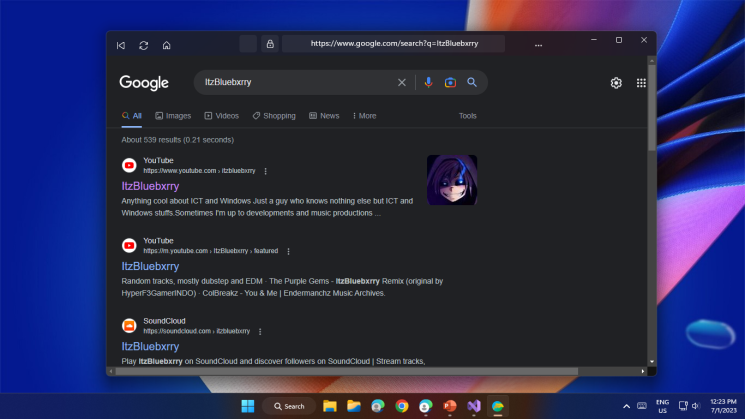 https://www.google.com/search?q=ItzBluebxrry
...
Google
ItzBluebxrry
All Images Videos Shopping News More Tools
About 539 results (0.21 seconds)
YouTube
https://www.youtube.com › itzbluebxrry
ItzBluebxrry
Anything cool about ICT and Windows Just a guy who knows nothing else but ICT and
Windows stuffs.Sometimes I'm up to developments and music productions ...
YouTube
https://m.youtube.com › ItzBluebxrry › featured
ItzBluebxrry
Random tracks, mostly dubstep and EDM · The Purple Gems - ItzBluebxrry Remix (original by
HyperF3GamerINDO) · ColBreakz - You & Me | Endermanchz Music Archives.
SoundCloud
https://soundcloud.com › itzbluebxrry
ItzBluebxrry
Play ItzBluebxrry on SoundCloud and discover followers on SoundCloud | Stream tracks,
Search
ENG
US
12:23 PM
7/1/2023